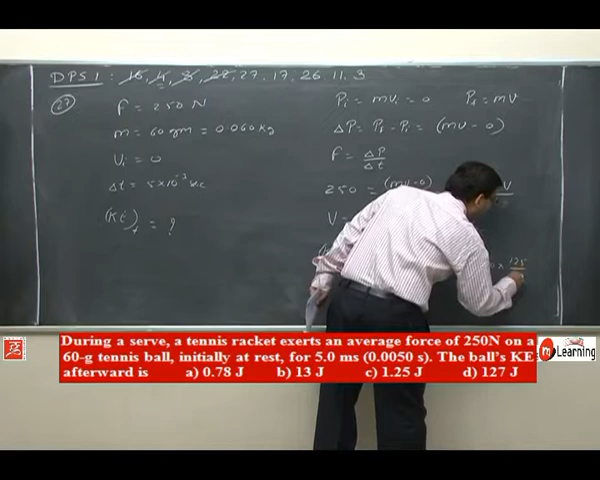 DPS 1 : 16, 4, 8, 22, 27, 17, 26, 11, 3
27
F = 250 N
m = 60 gm = 0.060 kg
Vi = 0
Δt = 5 × 10⁻³ sec
(KE)f = ?
Pi = mvi = 0 Pf = mv
ΔP = Pf - Pi = (mv - 0)
F = ΔP / Δt
250 = (mv - 0)
V =
× 125
During a serve, a tennis racket exerts an average force of 250N on a
60-g tennis ball, initially at rest, for 5.0 ms (0.0050 s). The ball's KE
afterward is a) 0.78 J b) 13 J c) 1.25 J d) 127 J
Learning